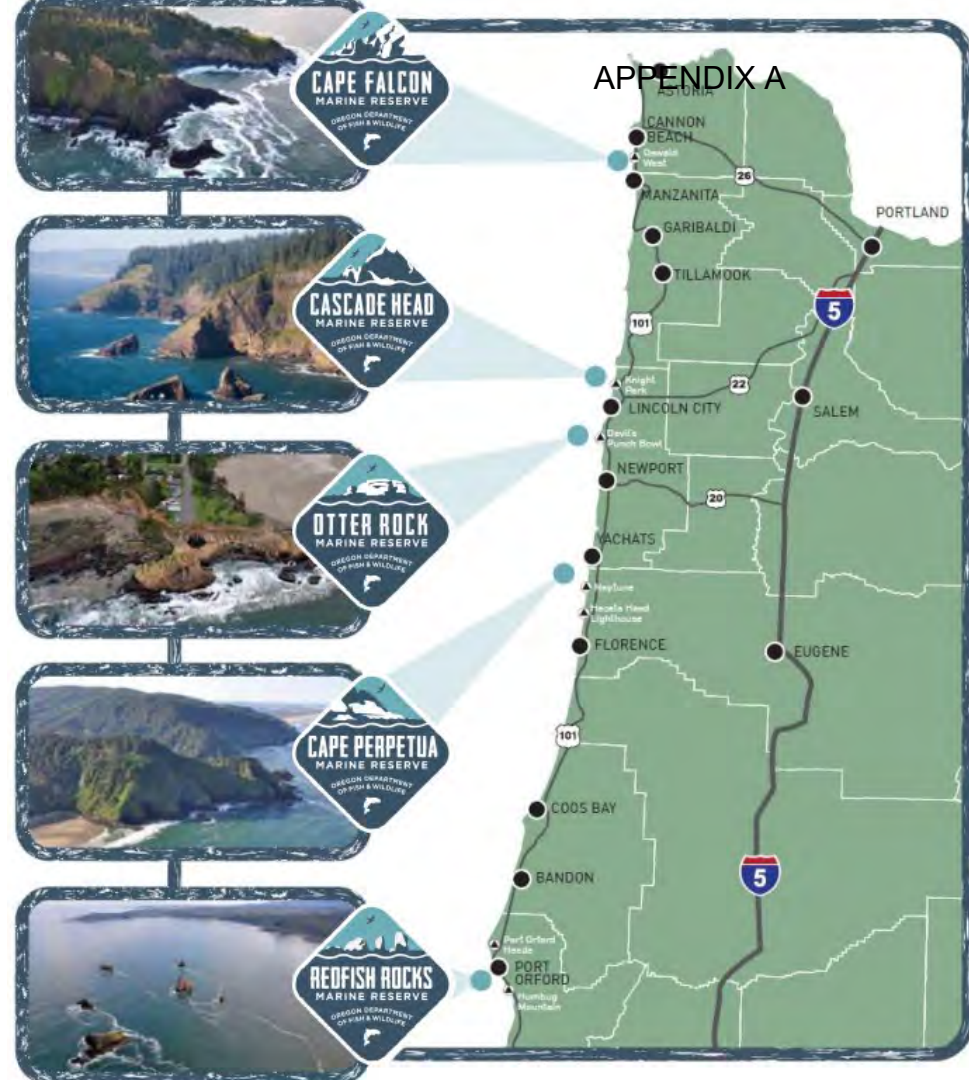 CAPE FALCON
MARINE RESERVE
OREGON DEPARTMENT
OF FISH & WILDLIFE
CASCADE HEAD
MARINE RESERVE
OREGON DEPARTMENT
OF FISH & WILDLIFE
OTTER ROCK
MARINE RESERVE
OREGON DEPARTMENT
OF FISH & WILDLIFE
CAPE PERPETUA
MARINE RESERVE
OREGON DEPARTMENT
OF FISH & WILDLIFE
REDFISH ROCKS
MARINE RESERVE
OREGON DEPARTMENT
OF FISH & WILDLIFE
APPENDIX A
ASTORIA
CANNON
BEACH
Oswald
West
26
MANZANITA
PORTLAND
GARIBALDI
TILLAMOOK
5
101
Knight
Park
22
LINCOLN CITY
SALEM
Devil's
Punch Bowl
NEWPORT
20
YACHATS
Neptune
Heceta Head
Lighthouse
FLORENCE
EUGENE
101
COOS BAY
BANDON
5
Port Orford
Heads
PORT
ORFORD
Humbug
Mountain